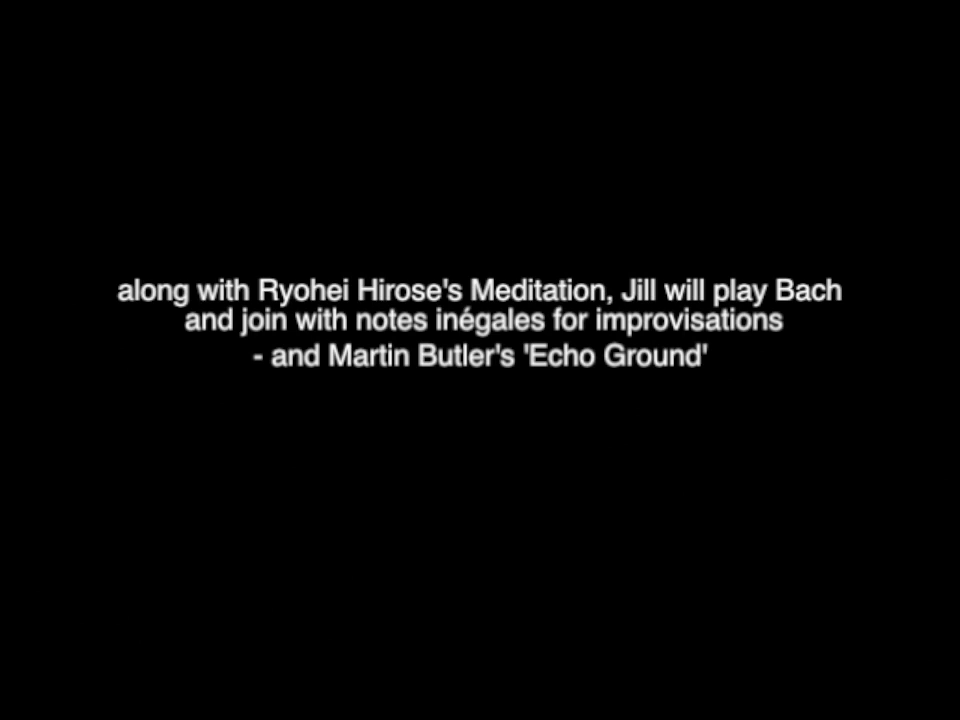 along with Ryohei Hirose's Meditation, Jill will play Bach
and join with notes inégales for improvisations
- and Martin Butler's 'Echo Ground'